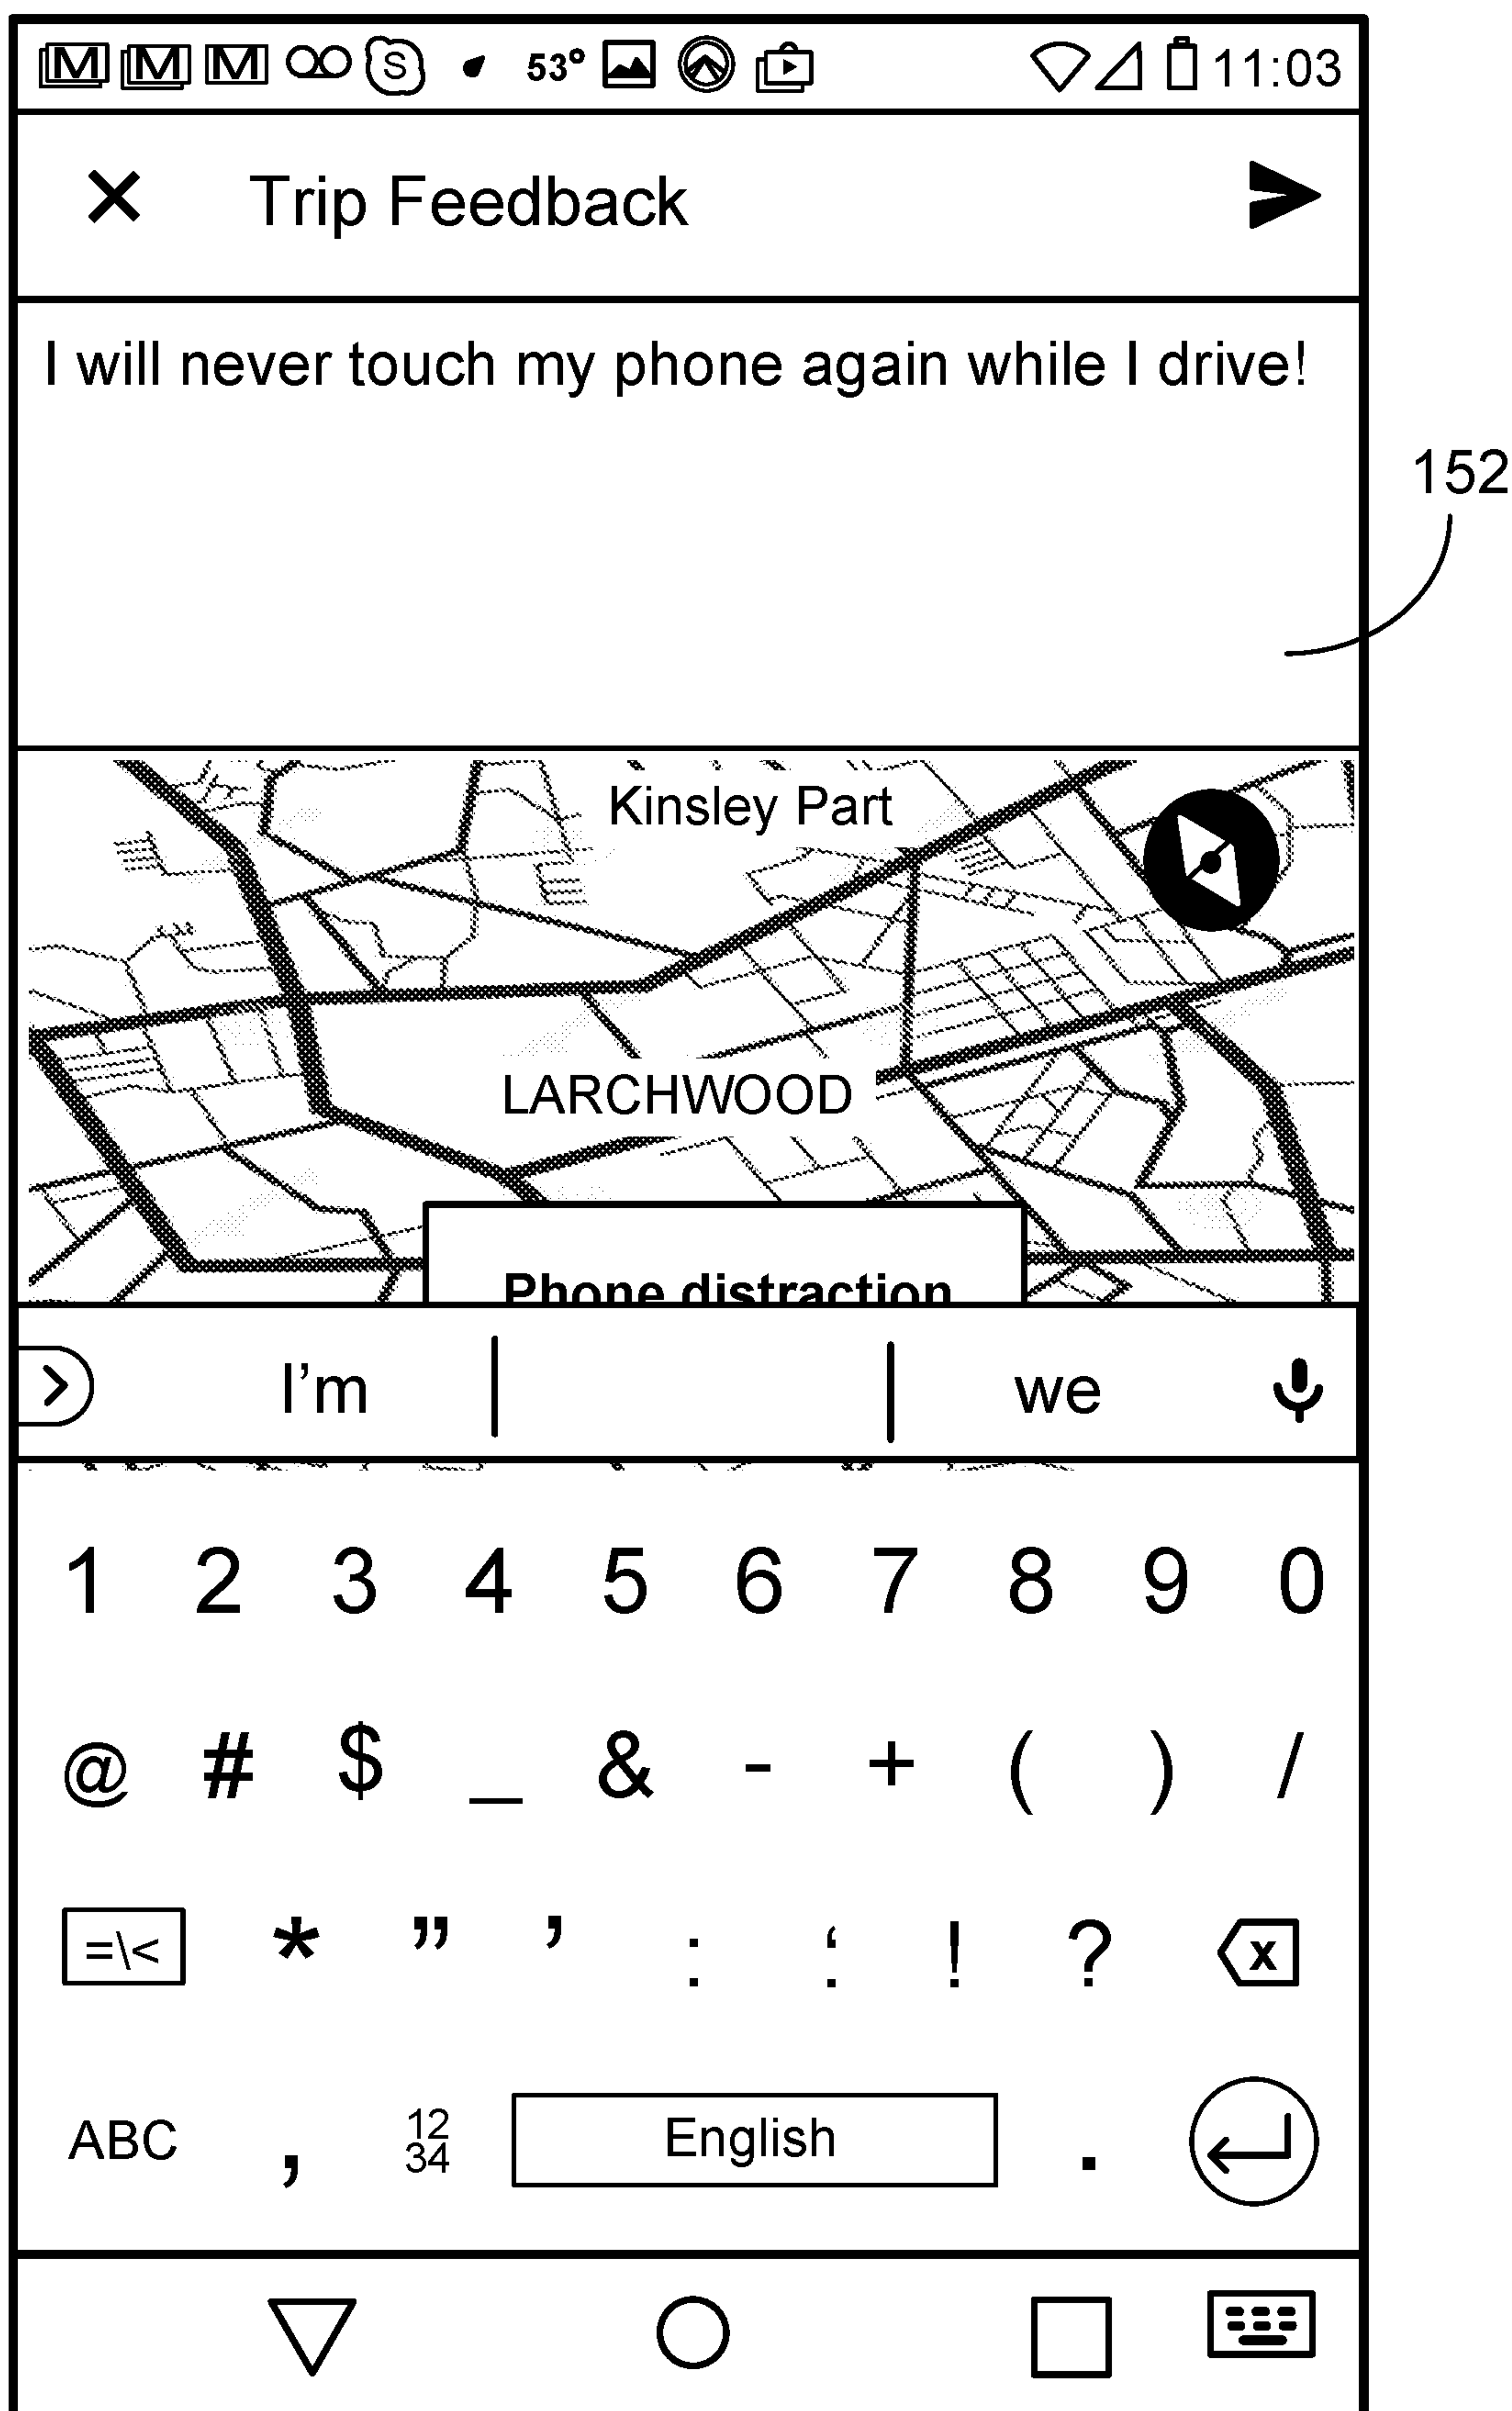 M M M S 53° 11:03
Trip Feedback
I will never touch my phone again while I drive!
152
Kinsley Part
LARCHWOOD
Phone distraction
I’m we
1 2 3 4 5 6 7 8 9 0
@ # $ _ & - + ( ) /
=\< * ” ’ : ‘. ! ? x
ABC , 12 34 English .